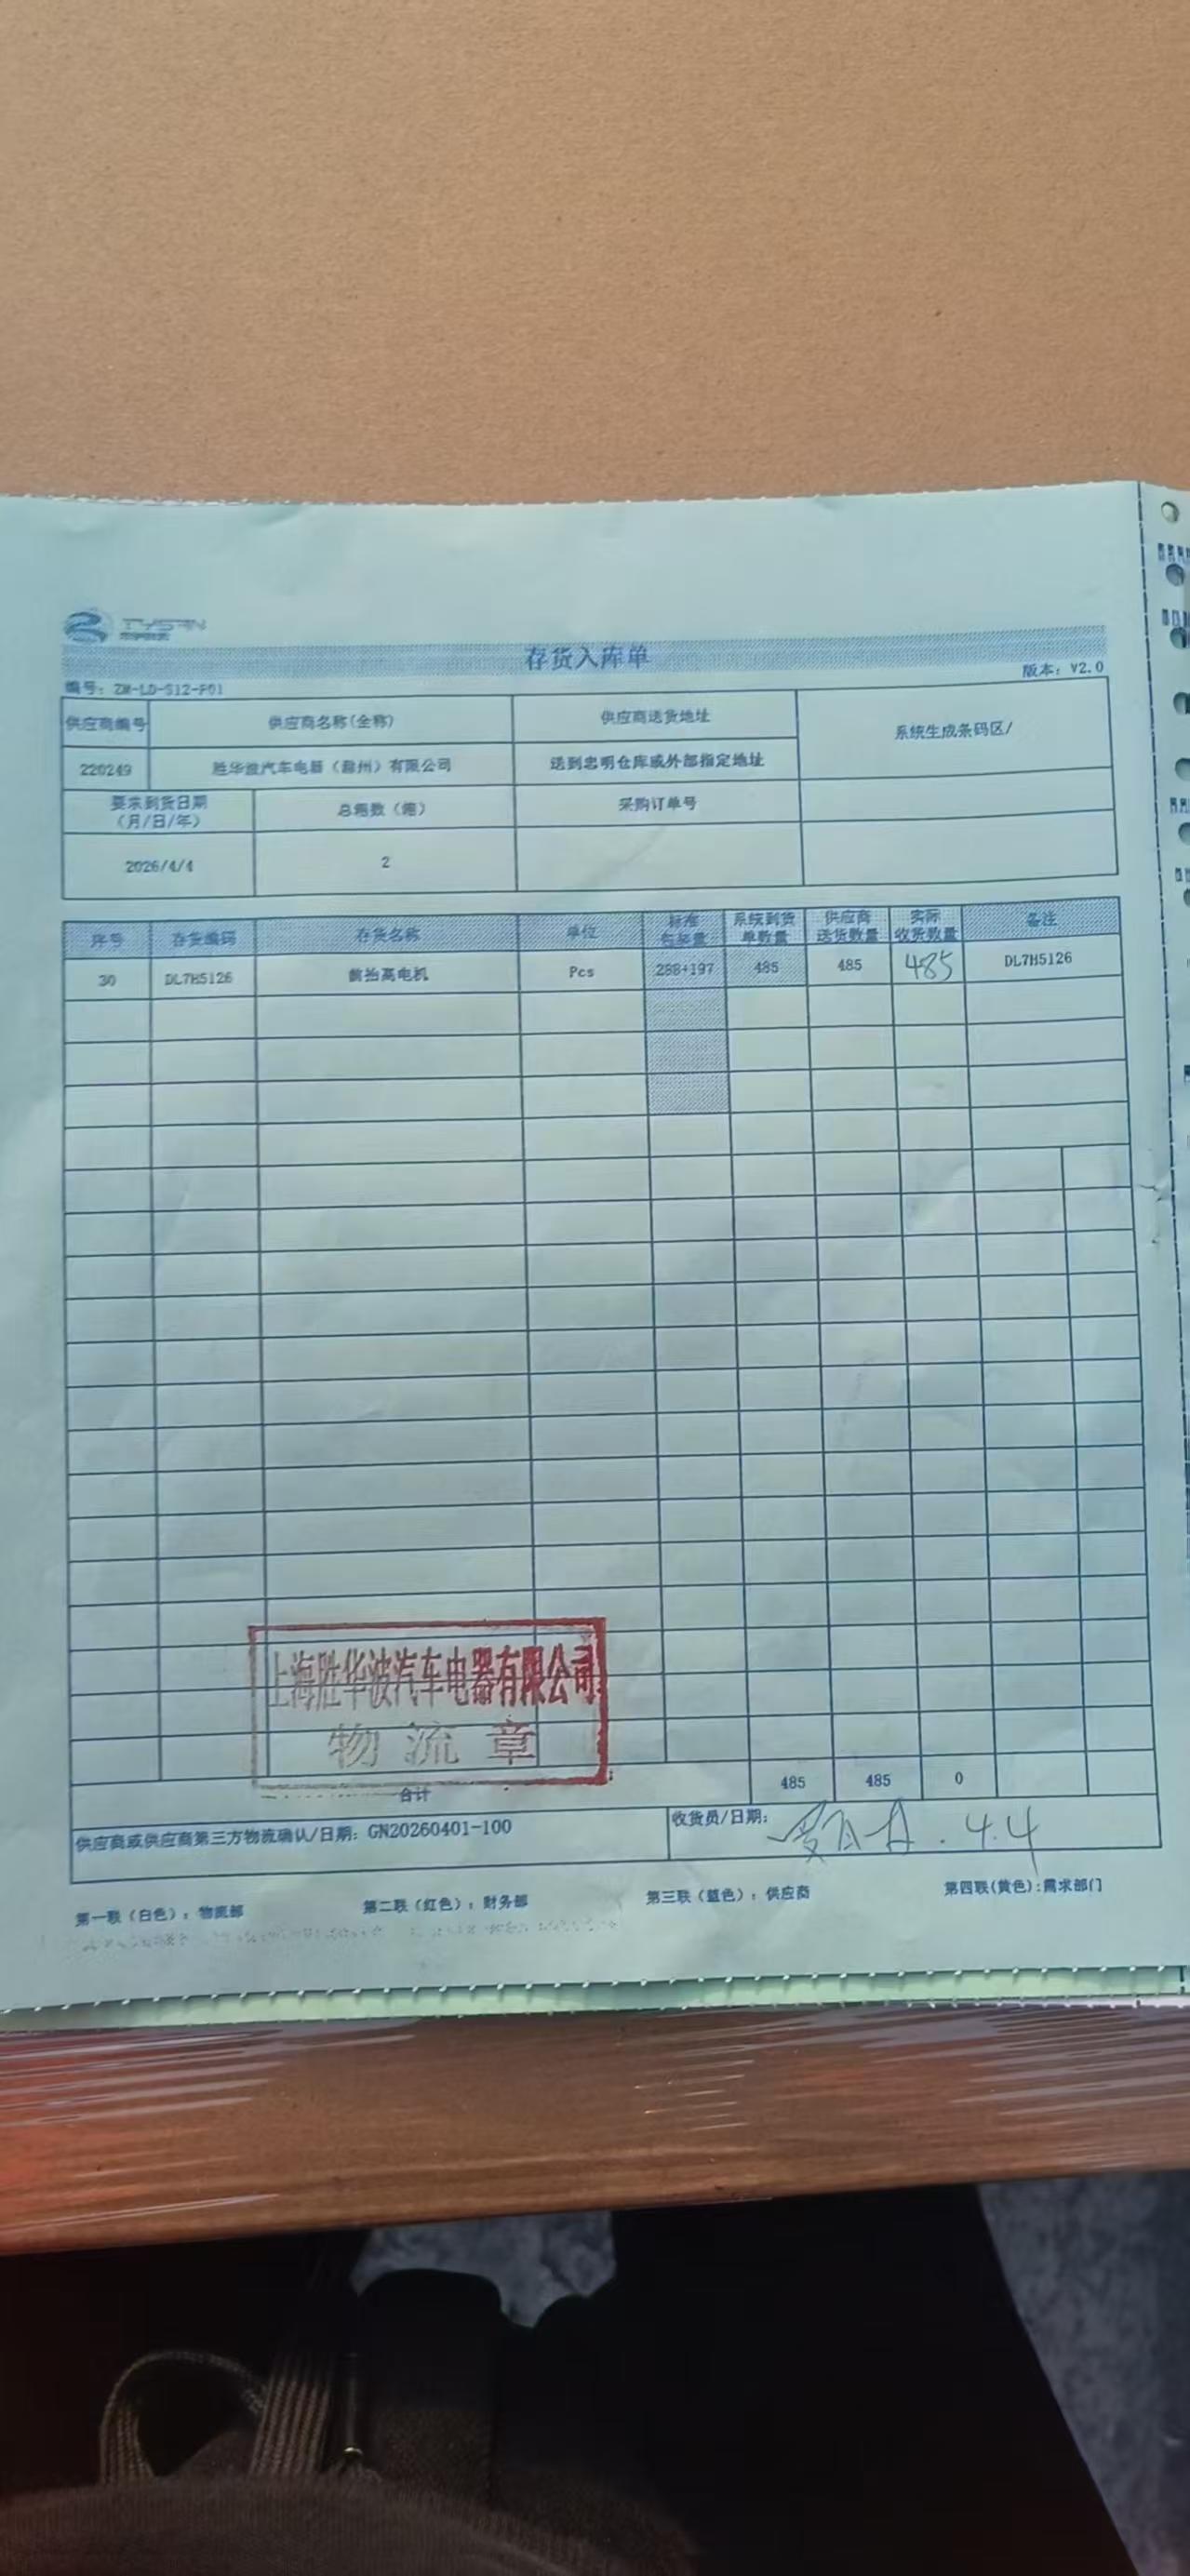 TYSAN
存货入库单
编号：ZM-LD-S12-F01
版本：V2.0
供应商编号 供应商名称(全称) 供应商送货地址 系统生成条码区/
220249 胜华波汽车电器（滁州）有限公司 送到忠明仓库或外部指定地址
要求到货日期（月/日/年） 总箱数（箱） 采购订单号
2026/4/4 2
序号 存货编码 存货名称 单位 标准包装量 系统到货单数量 供应商送货数量 实际收货数量 备注
30 DL7H5126 前抬高电机 Pcs 288+197 485 485 485 DL7H5126
上海胜华波汽车电器有限公司
物流章
合计 485 485 0
供应商或供应商第三方物流确认/日期：GN20260401-100
收货员/日期： 4.4
第一联（白色）：物流部 第二联（红色）：财务部 第三联（蓝色）：供应商 第四联(黄色):需求部门